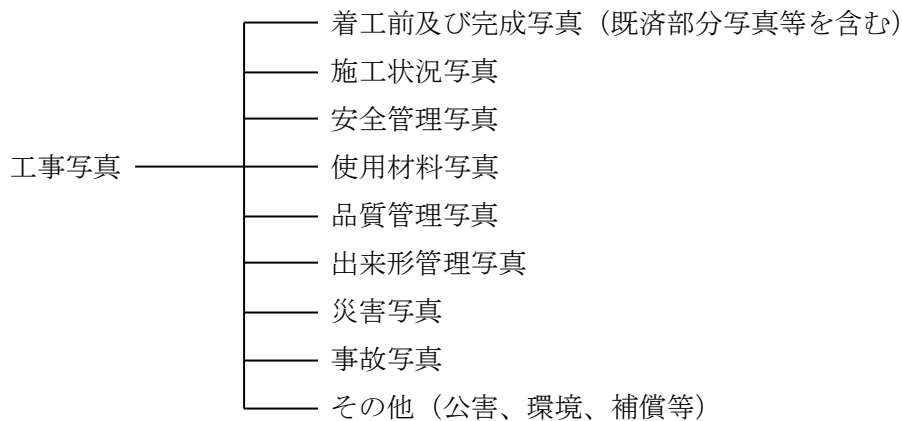 着工前及び完成写真（既済部分写真等を含む）
施工状況写真
安全管理写真
工事写真
使用材料写真
品質管理写真
出来形管理写真
災害写真
事故写真
その他（公害、環境、補償等）